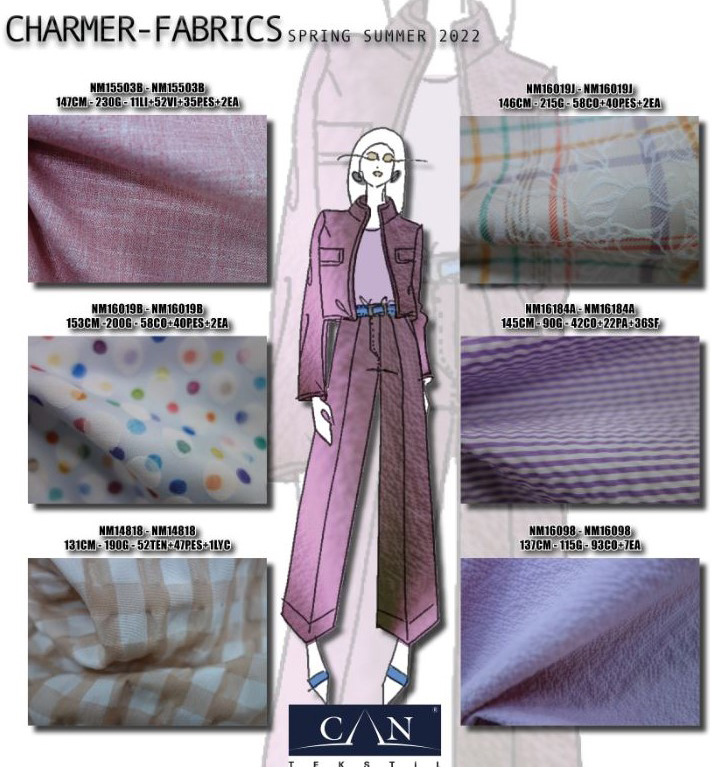 CHARMER-FABRICS SPRING SUMMER 2022
NM15503B - NM15503B
147CM - 230G - 11LI+52VI+35PES+2EA
NM16019J - NM16019J
146CM - 215G - 58CO+40PES+2EA
NM16019B - NM16019B
153CM -200G - 58CO+40PES+2EA
NM16184A - NM16184A
145CM - 90G - 42CO+22PA+36SF
NM14818 - NM14818
131CM - 190G - 52TEN+47PES+1LYC
NM16098 - NM16098
137CM - 115G - 93CO+7EA
CAN ®
TEKSTİL